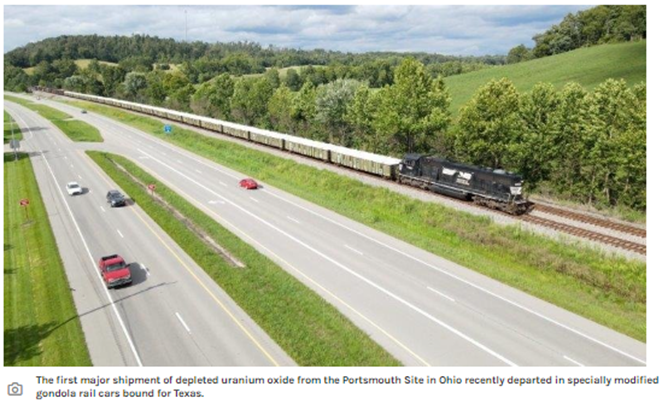 The first major shipment of depleted uranium oxide from the Portsmouth Site in Ohio recently departed in specially modified
gondola rail cars bound for Texas.